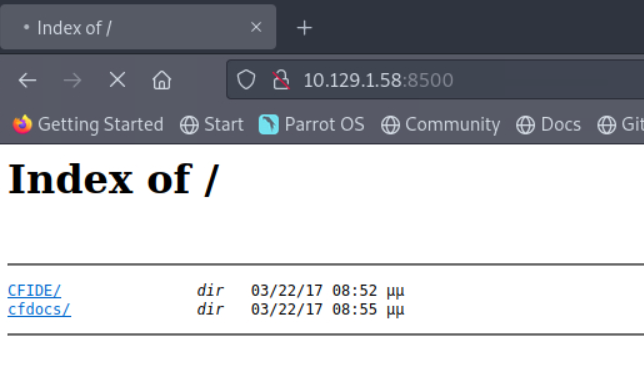 Index of /
10.129.1.58:8500
Getting Started Start Parrot OS Community Docs Git
Index of /
CFIDE/ dir 03/22/17 08:52 μμ
cfdocs/ dir 03/22/17 08:55 μμ